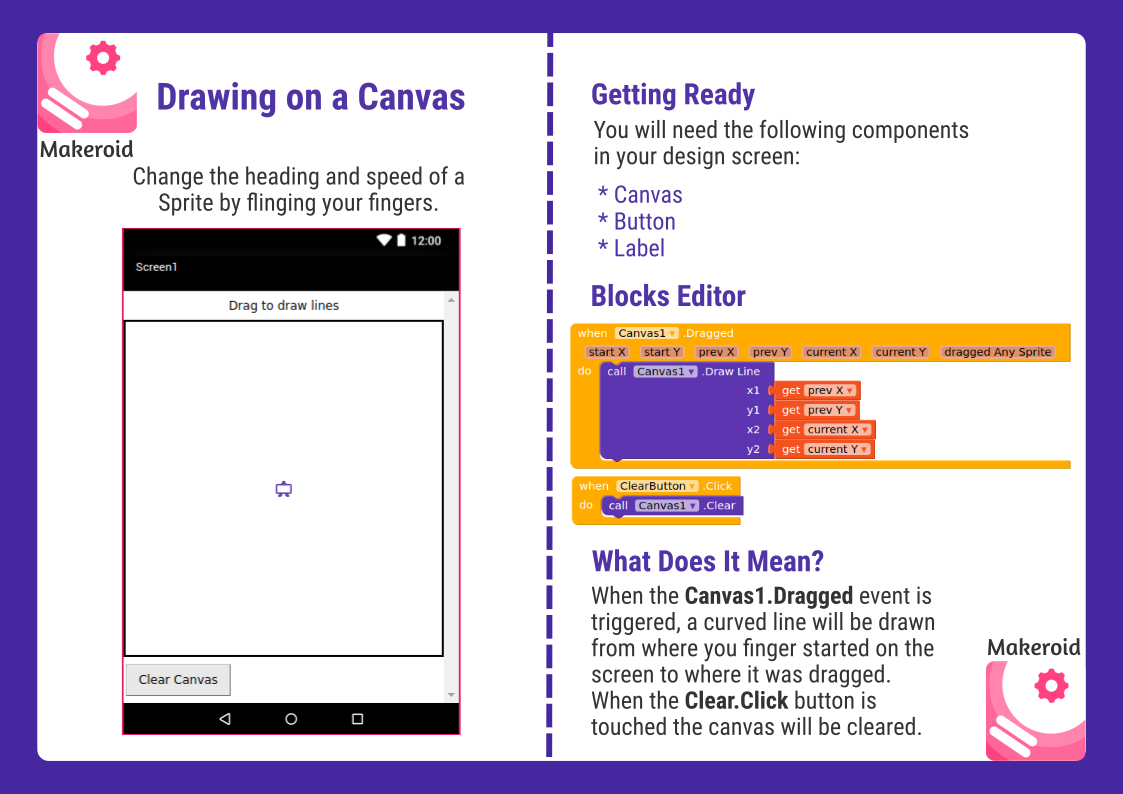 Makeroid
Drawing on a Canvas
Change the heading and speed of a
Sprite by flinging your fingers.
12:00
Screen1
Drag to draw lines
Clear Canvas
Getting Ready
You will need the following components
in your design screen:
* Canvas
* Button
* Label
Blocks Editor
when Canvas1 .Dragged
start X start Y prev X prev Y current X current Y dragged Any Sprite
do call Canvas1 .Draw Line
x1 get prev X
y1 get prev Y
x2 get current X
y2 get current Y
when ClearButton .Click
do call Canvas1 .Clear
What Does It Mean?
When the Canvas1.Dragged event is
triggered, a curved line will be drawn
from where you finger started on the
screen to where it was dragged.
When the Clear.Click button is
touched the canvas will be cleared.
Makeroid